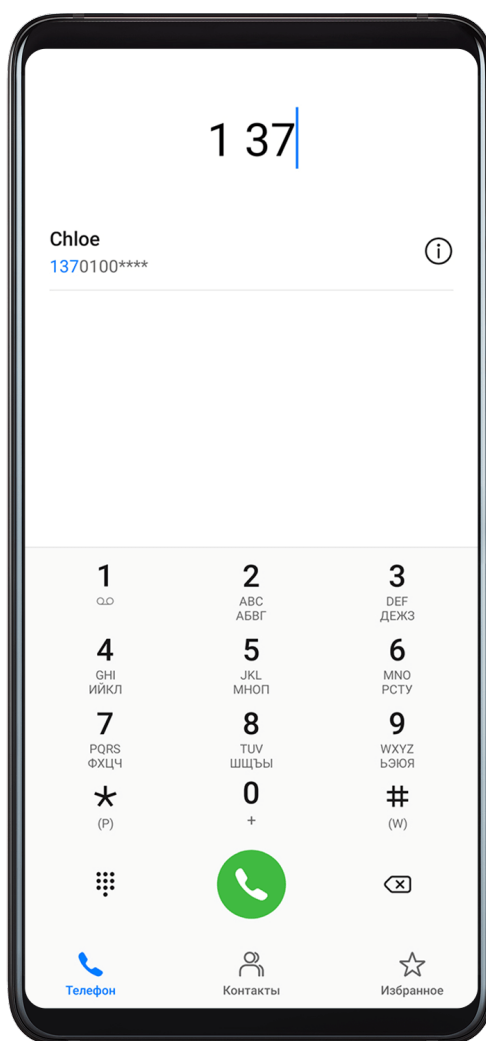 1 37
Chloe
1370100****
1 2 3
ABC DEF
АБВГ ДЕЖЗ
4 5 6
GHI JKL MNO
ИЙКЛ МНОП РСТУ
7 8 9
PQRS TUV WXYZ
ФХЦЧ ШЩЪЫ ЬЭЮЯ
* 0 #
(P) + (W)
Телефон Контакты Избранное